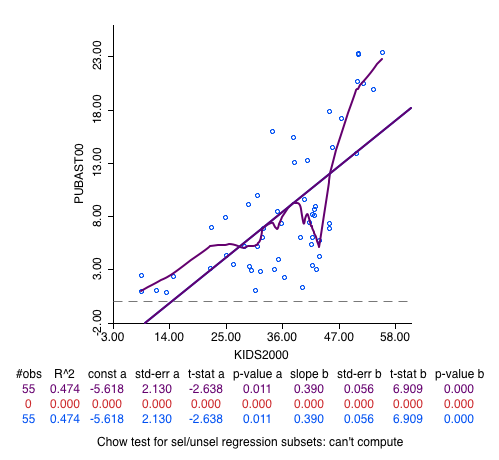 23.00
18.00
13.00
8.00
3.00
-2.00
PUBAST00
-3.00 14.00 25.00 36.00 47.00 58.00
KIDS2000
#obs R^2 const a std-err a t-stat a p-value a slope b std-err b t-stat b p-value b
55 0.474 -5.618 2.130 -2.638 0.011 0.390 0.056 6.909 0.000
0 0.000 0.000 0.000 0.000 0.000 0.000 0.000 0.000 0.000
55 0.474 -5.618 2.130 -2.638 0.011 0.390 0.056 6.909 0.000
Chow test for sel/unsel regression subsets: can't compute